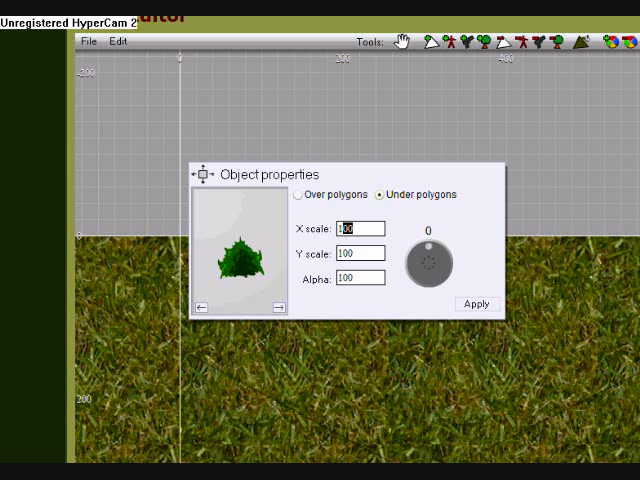 Unregistered HyperCam 2
File Edit Tools:
0 200 400
-200
Object properties
Over polygons Under polygons
X scale: 100
0
Y scale: 100
Alpha: 100
Apply
0
200